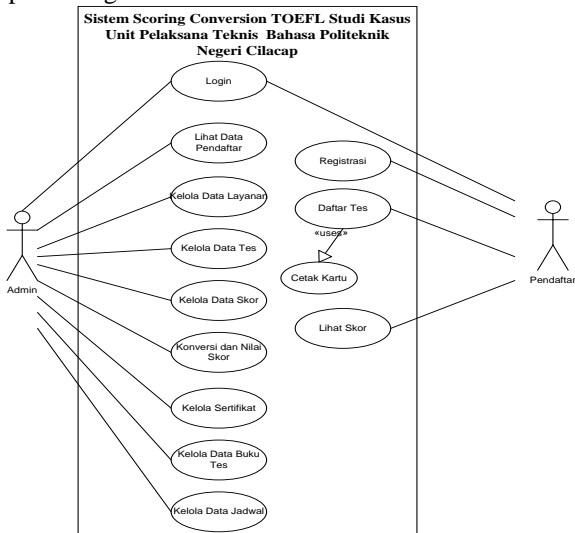 Sistem Scoring Conversion TOEFL Studi Kasus
Unit Pelaksana Teknis Bahasa Politeknik
Negeri Cilacap
Login
Lihat Data
Pendaftar
Registrasi
Kelola Data Layanan
Daftar Tes
«uses»
Kelola Data Tes
Cetak Kartu
Admin
Pendaftar
Kelola Data Skor
Lihat Skor
Konversi dan Nilai
Skor
Kelola Sertifikat
Kelola Data Buku
Tes
Kelola Data Jadwal